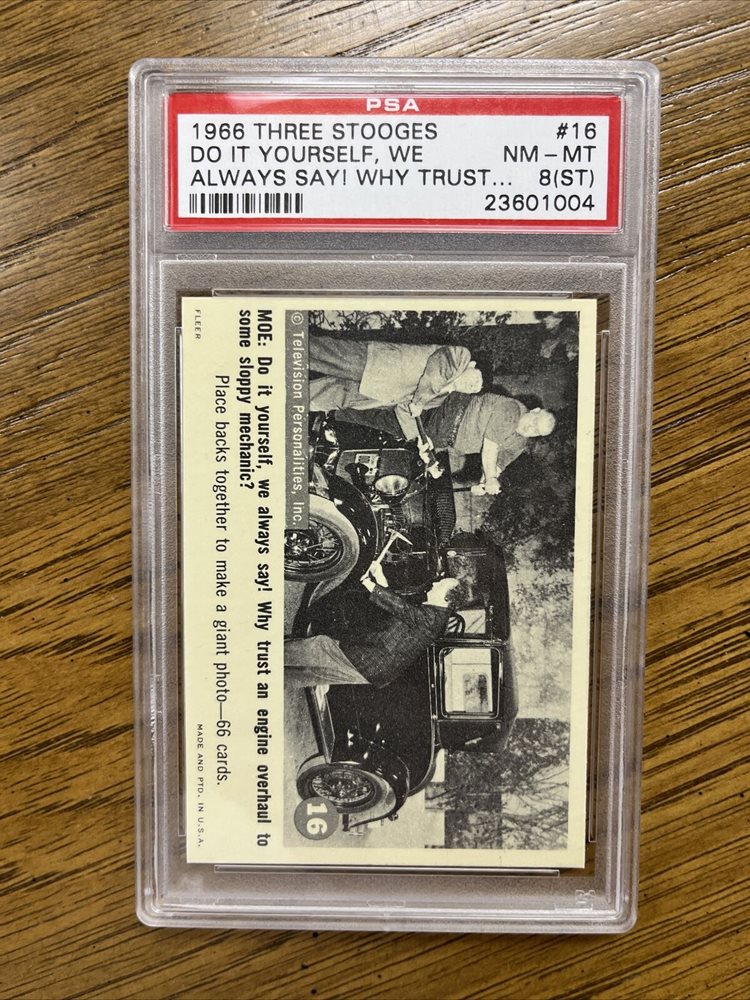 PSA
1966 THREE STOOGES #16
DO IT YOURSELF, WE NM-MT
ALWAYS SAY! WHY TRUST... 8(ST)
23601004
© Television Personalities, Inc.
16
MOE: Do it yourself, we always say! Why trust an engine overhaul to
some sloppy mechanic?
Place backs together to make a giant photo—66 cards.
FLEER
MADE AND PTD. IN U.S.A.